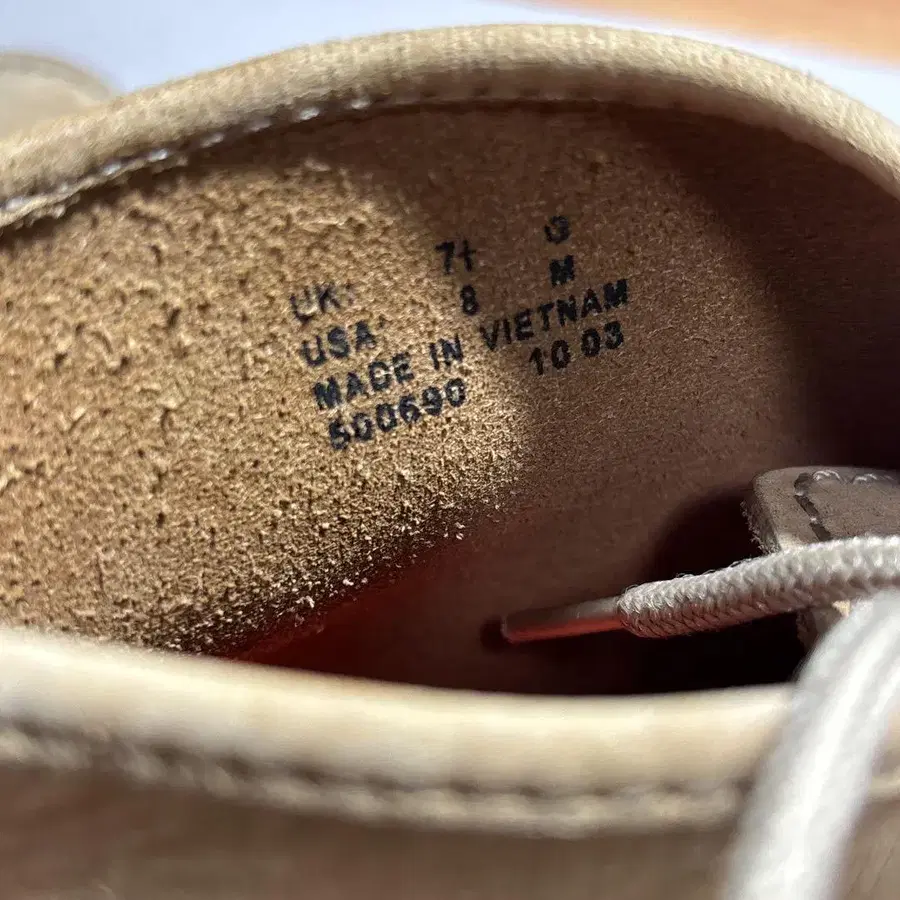 UK: 7½ G
USA: 8 M
MADE IN VIETNAM
500690 10 03